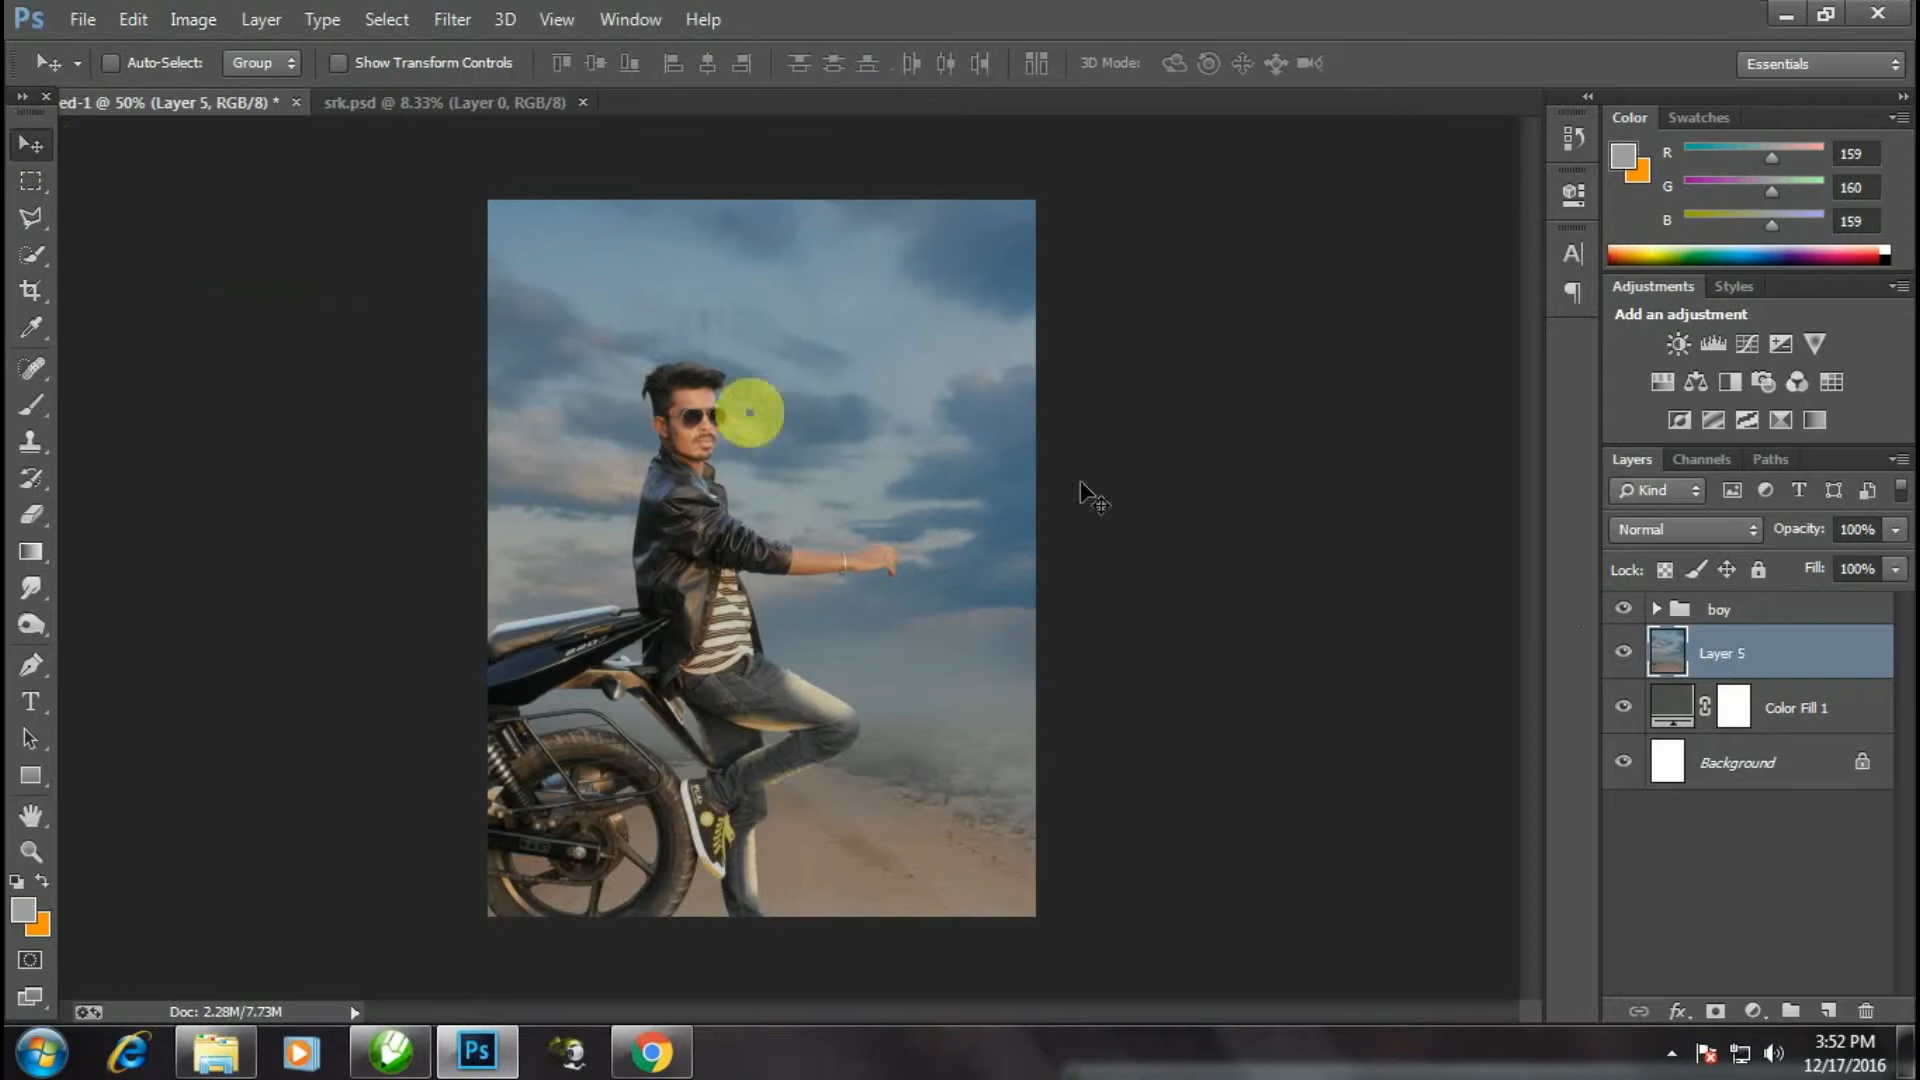 Ps File Edit Image Layer Type Select Filter 3D View Window Help
Auto-Select: Group Show Transform Controls 3D Mode: Essentials
ed-1 @ 50% (Layer 5, RGB/8) * × srk.psd @ 8.33% (Layer 0, RGB/8) ×
Color Swatches
R 159
G 160
B 159
Adjustments Styles
Add an adjustment
Layers Channels Paths
Kind
Normal Opacity: 100%
Lock: Fill: 100%
boy
Layer 5
Color Fill 1
Background
Doc: 2.28M/7.73M
fx
Ps
3:52 PM
12/17/2016